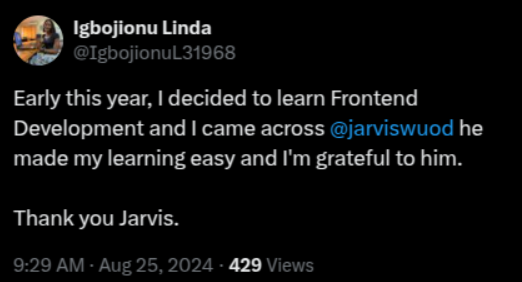 Igbojionu Linda
@IgbojionuL31968
Early this year, I decided to learn Frontend
Development and I came across @jarviswuod he
made my learning easy and I'm grateful to him.
Thank you Jarvis.
9:29 AM · Aug 25, 2024 · 429 Views